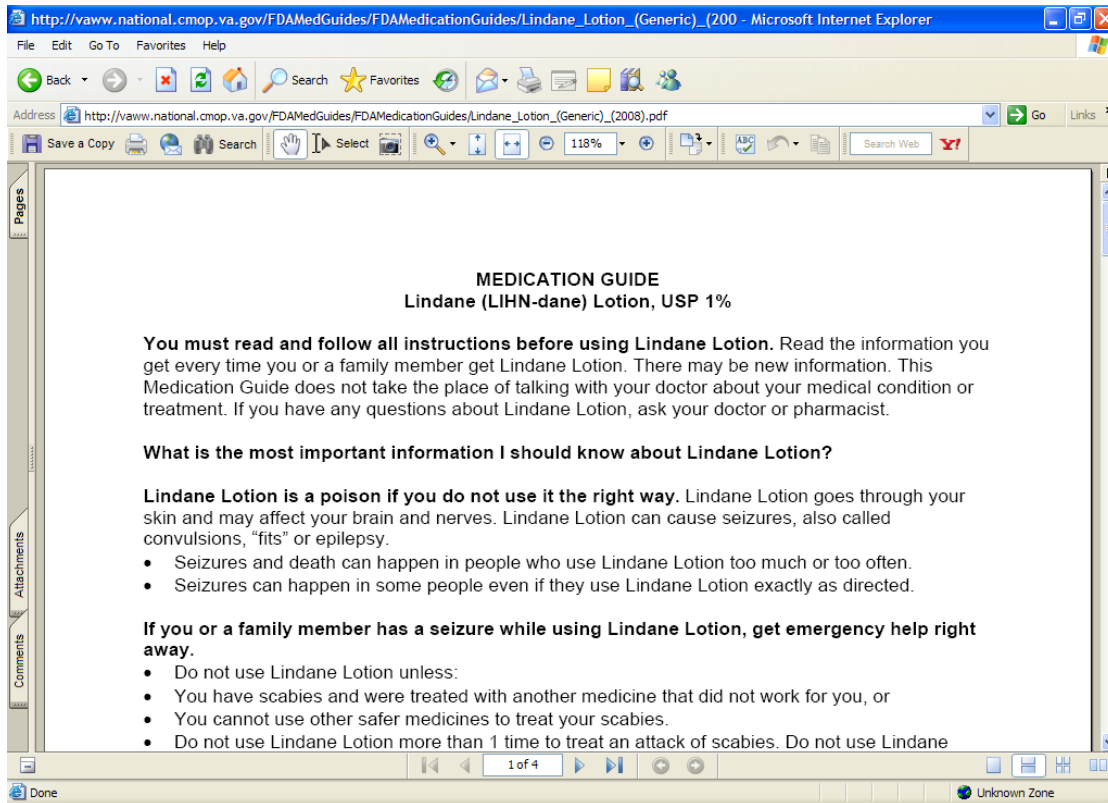 http://vaww.national.cmop.va.gov/FDAMedGuides/FDAMedicationGuides/Lindane_Lotion_(Generic)_(200 - Microsoft Internet Explorer
File Edit Go To Favorites Help
Back Search Favorites
Address http://vaww.national.cmop.va.gov/FDAMedGuides/FDAMedicationGuides/Lindane_Lotion_(Generic)_(2008).pdf Go Links
Save a Copy Search Select 118% ABC Search Web Y!
Pages
Attachments
Comments
MEDICATION GUIDE
Lindane (LIHN-dane) Lotion, USP 1%
You must read and follow all instructions before using Lindane Lotion. Read the information you
get every time you or a family member get Lindane Lotion. There may be new information. This
Medication Guide does not take the place of talking with your doctor about your medical condition or
treatment. If you have any questions about Lindane Lotion, ask your doctor or pharmacist.
What is the most important information I should know about Lindane Lotion?
Lindane Lotion is a poison if you do not use it the right way. Lindane Lotion goes through your
skin and may affect your brain and nerves. Lindane Lotion can cause seizures, also called
convulsions, “fits” or epilepsy.
• Seizures and death can happen in people who use Lindane Lotion too much or too often.
• Seizures can happen in some people even if they use Lindane Lotion exactly as directed.
If you or a family member has a seizure while using Lindane Lotion, get emergency help right
away.
• Do not use Lindane Lotion unless:
• You have scabies and were treated with another medicine that did not work for you, or
• You cannot use other safer medicines to treat your scabies.
• Do not use Lindane Lotion more than 1 time to treat an attack of scabies. Do not use Lindane
1 of 4
Done Unknown Zone